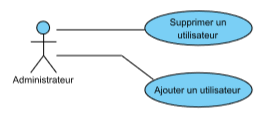 Supprimer un
utilisateur
Administrateur
Ajouter un utilisateur